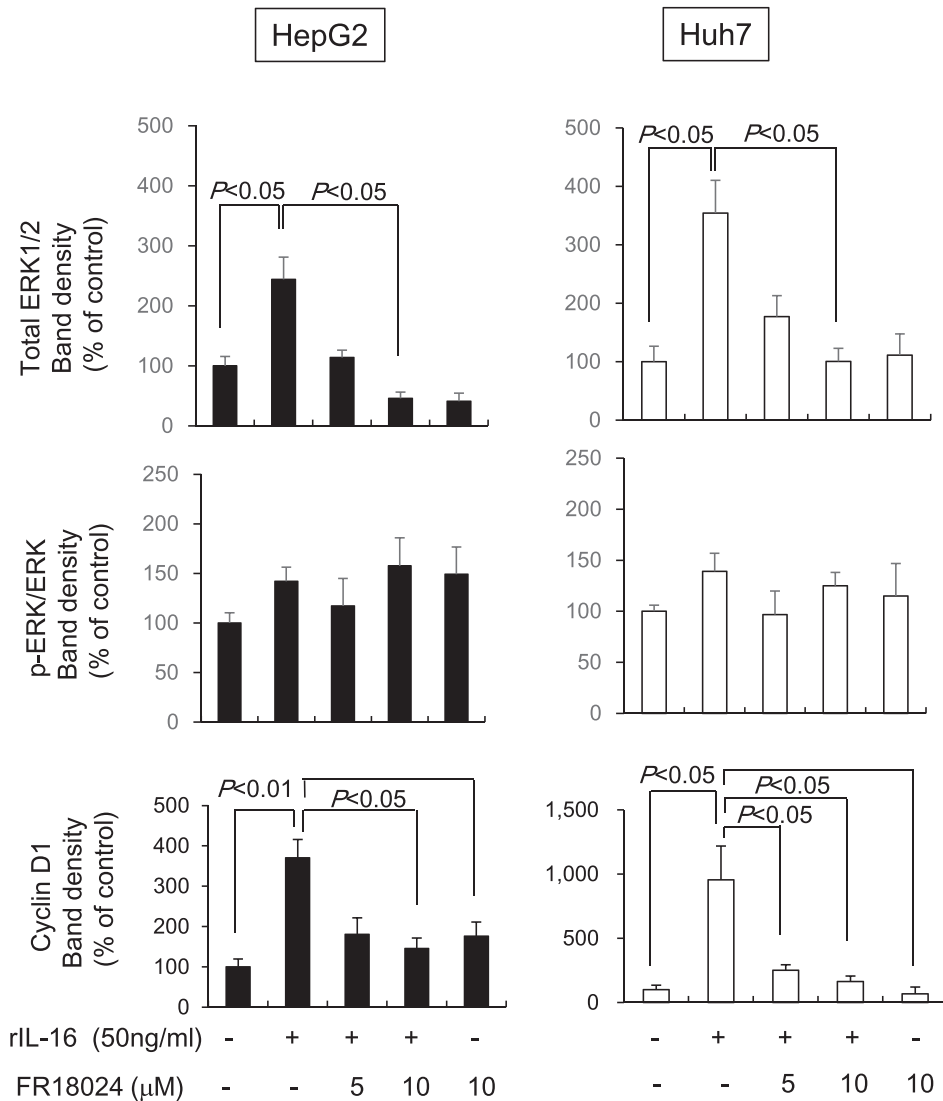 HepG2
Huh7
Total ERK1/2
Band density
(% of control)
500
400
300
200
100
0
P<0.05
P<0.05
500
400
300
200
100
0
P<0.05
P<0.05
p-ERK/ERK
Band density
(% of control)
250
200
150
100
50
0
250
200
150
100
50
0
Cyclin D1
Band density
(% of control)
500
400
300
200
100
0
P<0.01
P<0.05
1,500
1,000
500
0
P<0.05
P<0.05
P<0.05
rIL-16 (50ng/ml) - + + + - - + + + -
FR18024 (μM) - - 5 10 10 - - 5 10 10